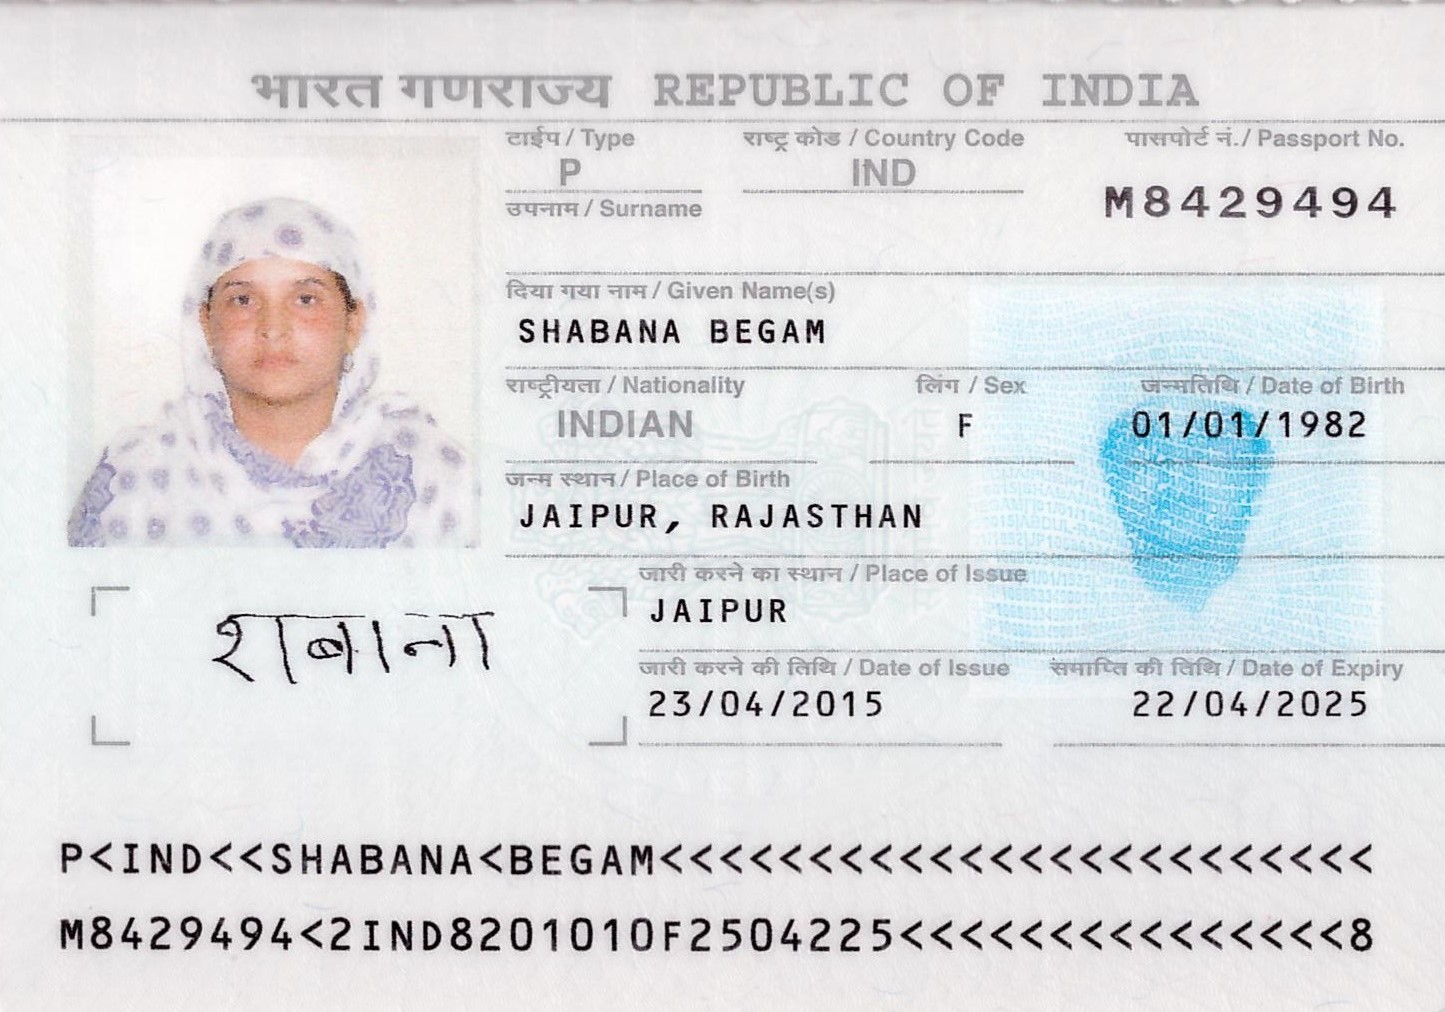 भारत गणराज्य REPUBLIC OF INDIA
टाईप / Type राष्ट्र कोड / Country Code पासपोर्ट नं./ Passport No.
P IND M8429494
उपनाम / Surname
दिया गया नाम / Given Name(s)
SHABANA BEGAM
राष्ट्रीयता / Nationality लिंग / Sex जन्मतिथि / Date of Birth
INDIAN F 01/01/1982
जन्म स्थान / Place of Birth
JAIPUR, RAJASTHAN
जारी करने का स्थान / Place of Issue
JAIPUR
शबाना
जारी करने की तिथि / Date of Issue समाप्ति की तिथि / Date of Expiry
23/04/2015 22/04/2025
P<IND<<SHABANA<BEGAM<<<<<<<<<<<<<<<<<<<<<<<<
M8429494<2IND8201010F2504225<<<<<<<<<<<<<<<8